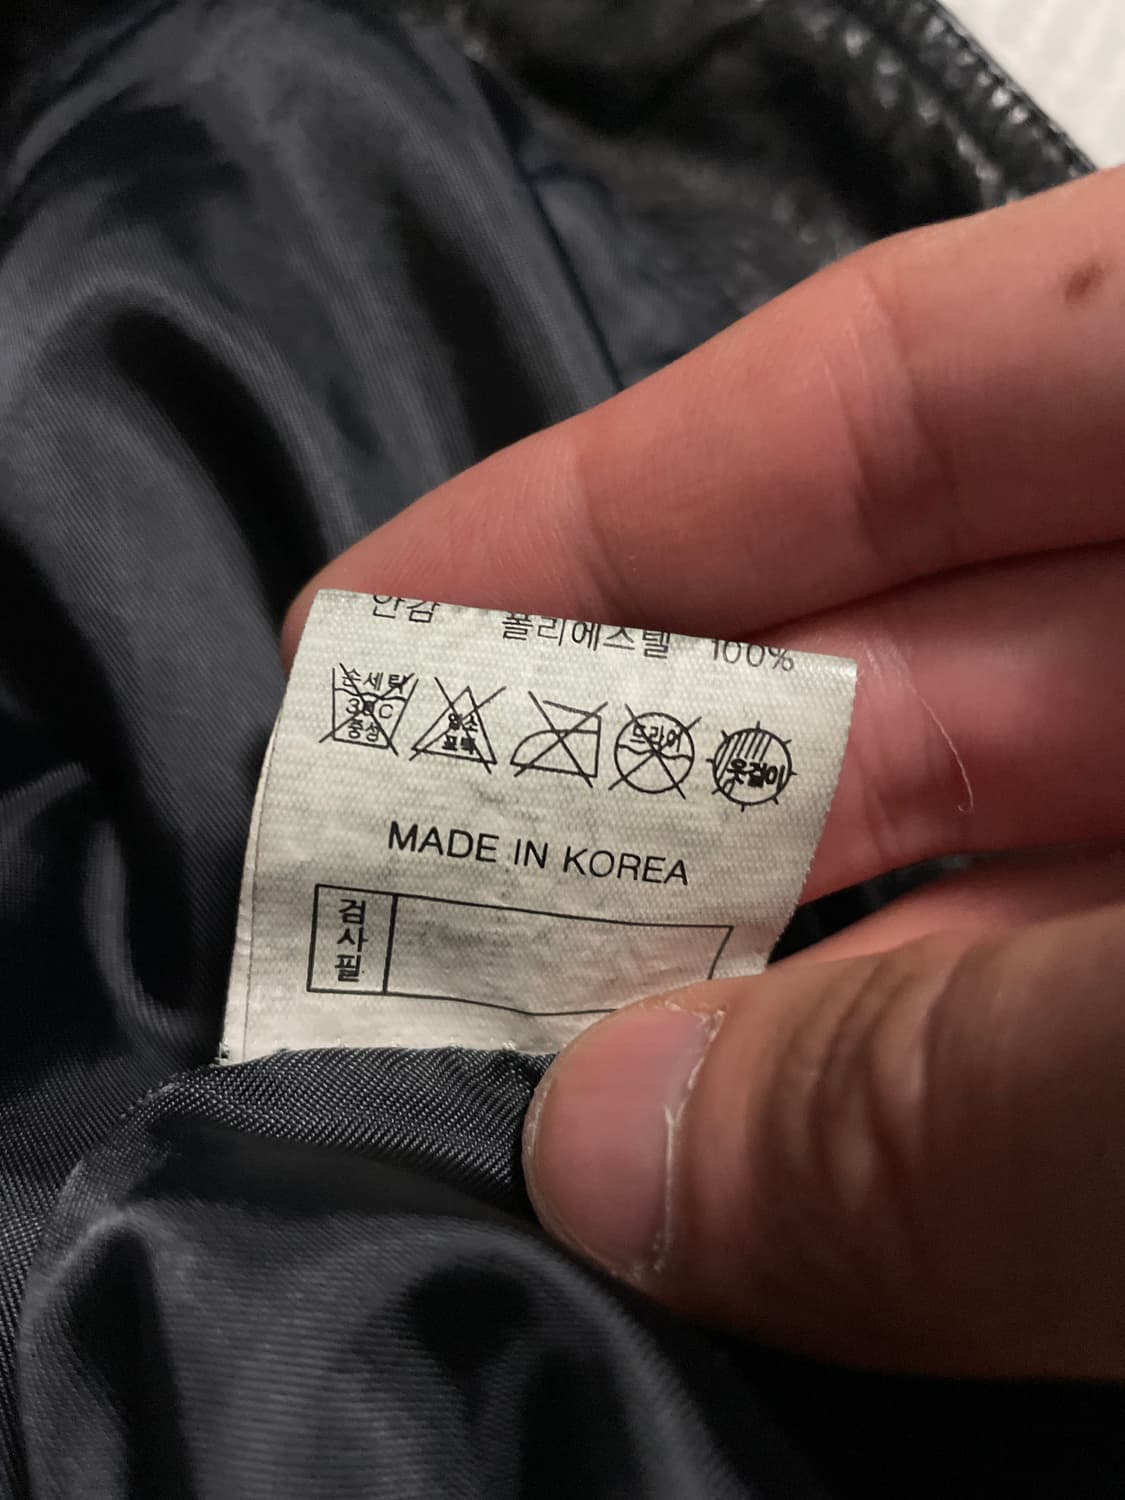 안감 폴리에스텔 100%
손세탁
30C
중성
염소
표백
드라이
옷걸이
MADE IN KOREA
검사필